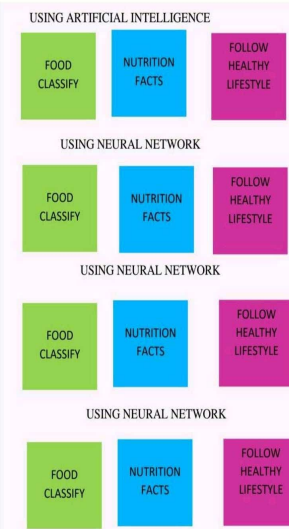 USING ARTIFICIAL INTELLIGENCE
FOOD
CLASSIFY
NUTRITION
FACTS
FOLLOW
HEALTHY
LIFESTYLE
USING NEURAL NETWORK
FOOD
CLASSIFY
NUTRITION
FACTS
FOLLOW
HEALTHY
LIFESTYLE
USING NEURAL NETWORK
FOOD
CLASSIFY
NUTRITION
FACTS
FOLLOW
HEALTHY
LIFESTYLE
USING NEURAL NETWORK
FOOD
CLASSIFY
NUTRITION
FACTS
FOLLOW
HEALTHY
LIFESTYLE